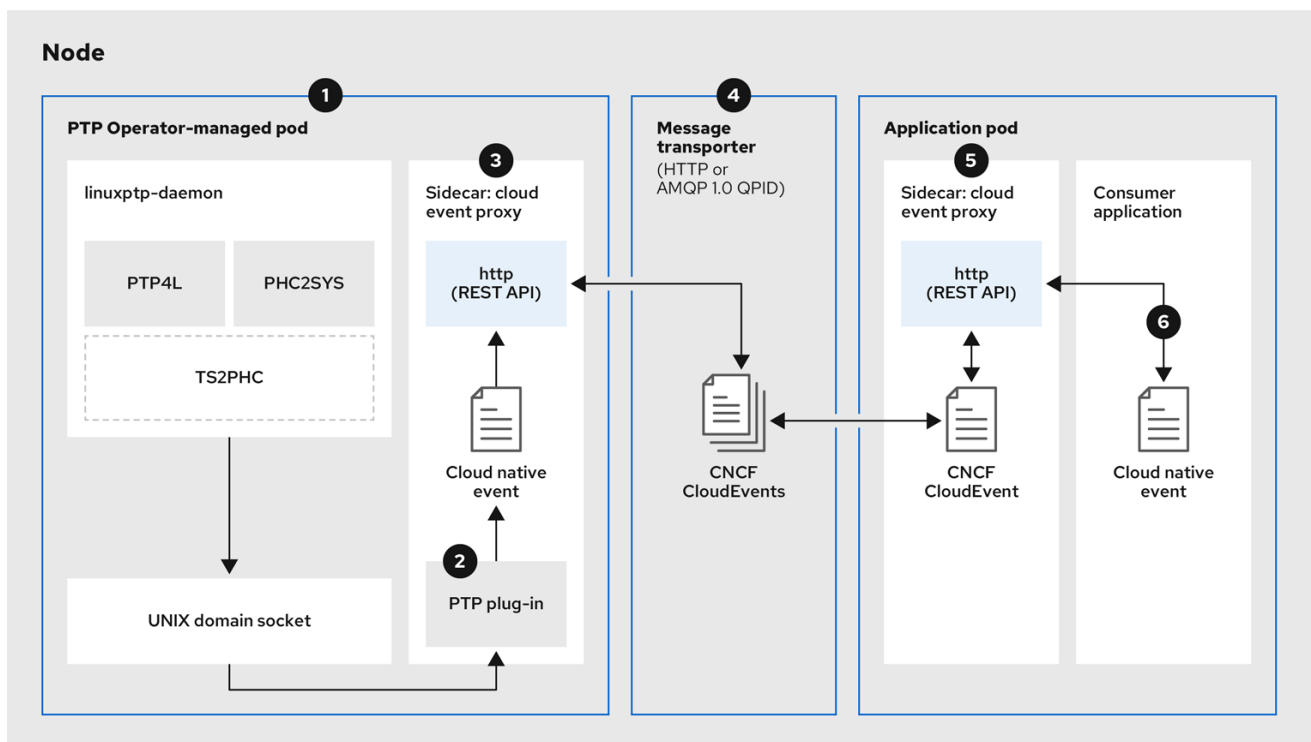 Node
1
PTP Operator-managed pod
linuxptp-daemon
PTP4L
PHC2SYS
TS2PHC
UNIX domain socket
3
Sidecar: cloud
event proxy
http
(REST API)
Cloud native
event
2
PTP plug-in
4
Message
transporter
(HTTP or
AMQP 1.0 QPID)
CNCF
CloudEvents
Application pod
5
Sidecar: cloud
event proxy
http
(REST API)
CNCF
CloudEvent
Consumer
application
6
Cloud native
event